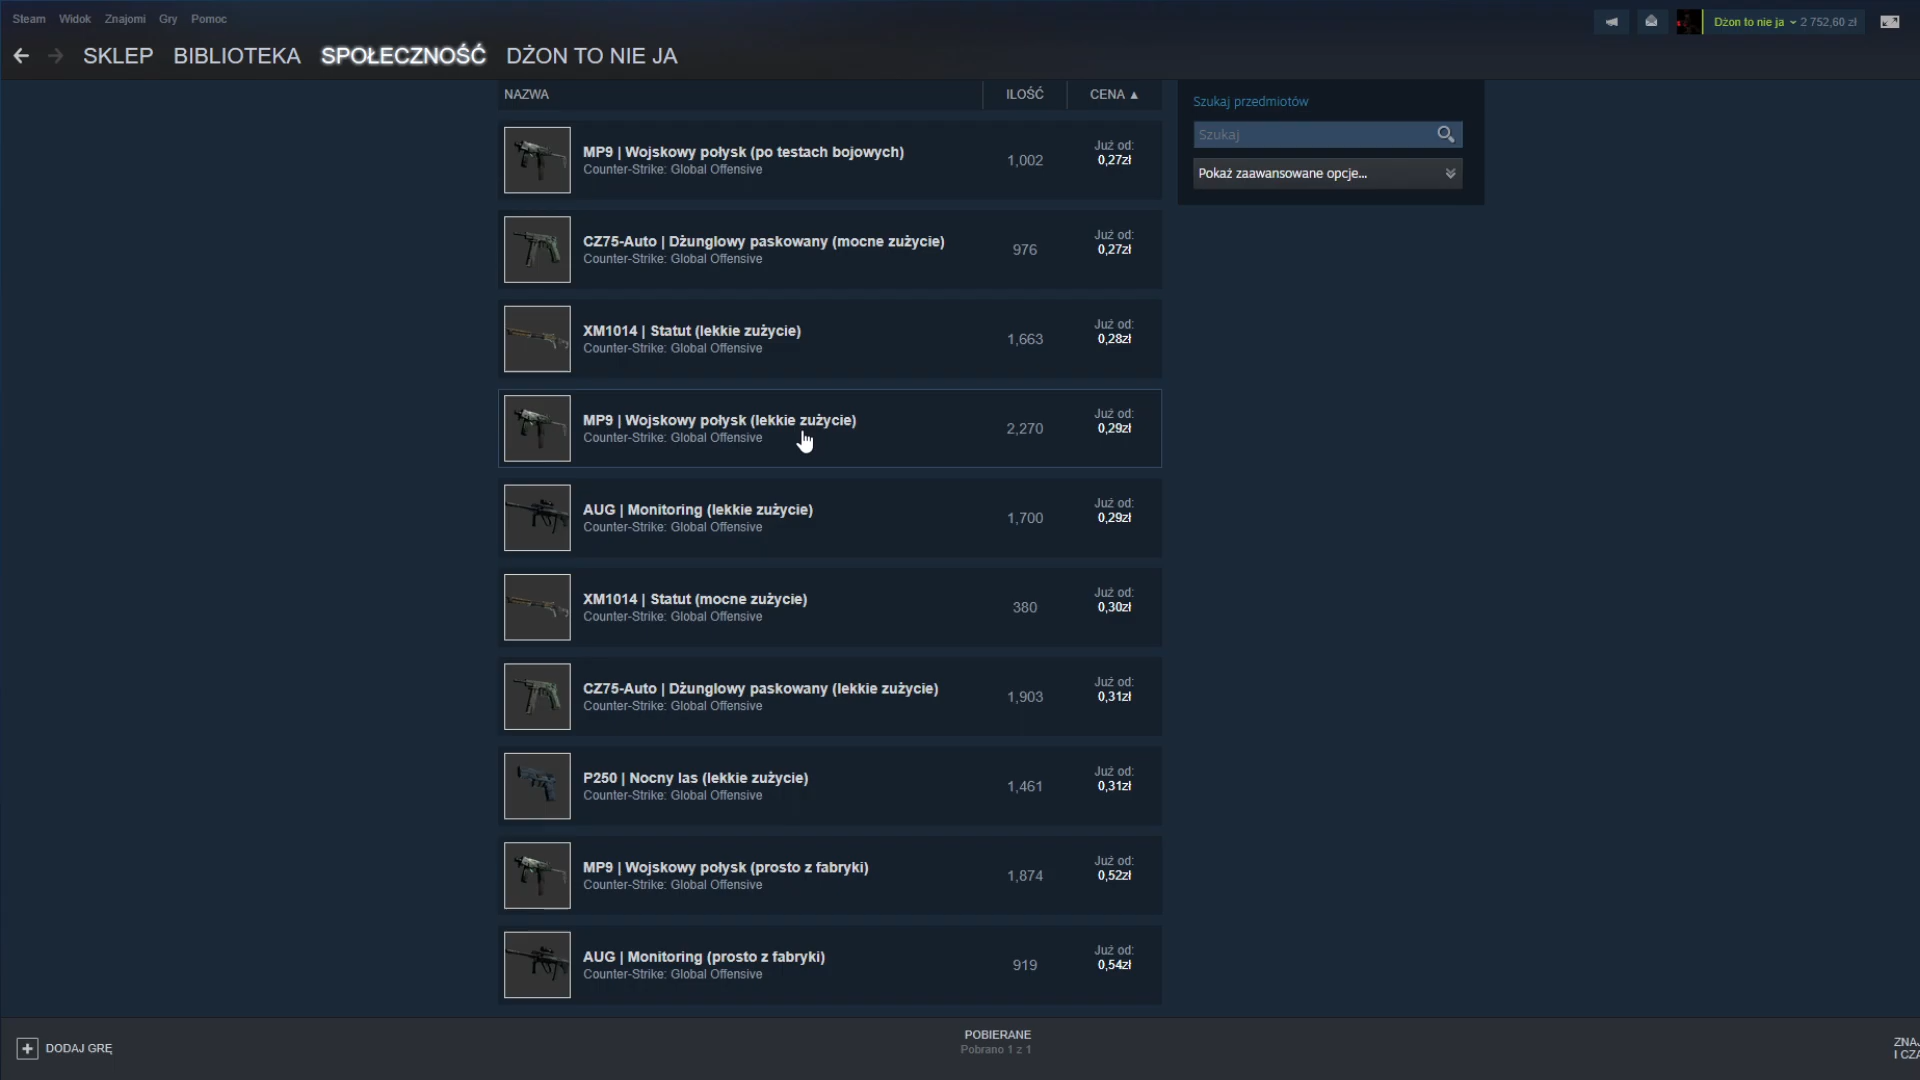 Steam Widok Znajomi Gry Pomoc
Dżon to nie ja 2 752,60 zł
SKLEP BIBLIOTEKA SPOŁECZNOŚĆ DŻON TO NIE JA
NAZWA ILOŚĆ CENA ▲
MP9 | Wojskowy połysk (po testach bojowych)
Counter-Strike: Global Offensive
1,002
Już od:
0,27zł
CZ75-Auto | Dżunglowy paskowany (mocne zużycie)
Counter-Strike: Global Offensive
976
Już od:
0,27zł
XM1014 | Statut (lekkie zużycie)
Counter-Strike: Global Offensive
1,663
Już od:
0,28zł
MP9 | Wojskowy połysk (lekkie zużycie)
Counter-Strike: Global Offensive
2,270
Już od:
0,29zł
AUG | Monitoring (lekkie zużycie)
Counter-Strike: Global Offensive
1,700
Już od:
0,29zł
XM1014 | Statut (mocne zużycie)
Counter-Strike: Global Offensive
380
Już od:
0,30zł
CZ75-Auto | Dżunglowy paskowany (lekkie zużycie)
Counter-Strike: Global Offensive
1,903
Już od:
0,31zł
P250 | Nocny las (lekkie zużycie)
Counter-Strike: Global Offensive
1,461
Już od:
0,31zł
MP9 | Wojskowy połysk (prosto z fabryki)
Counter-Strike: Global Offensive
1,874
Już od:
0,52zł
AUG | Monitoring (prosto z fabryki)
Counter-Strike: Global Offensive
919
Już od:
0,54zł
Szukaj przedmiotów
Szukaj
Pokaż zaawansowane opcje...
DODAJ GRĘ
POBIERANE
Pobrano 1 z 1
ZNAJ
I CZA